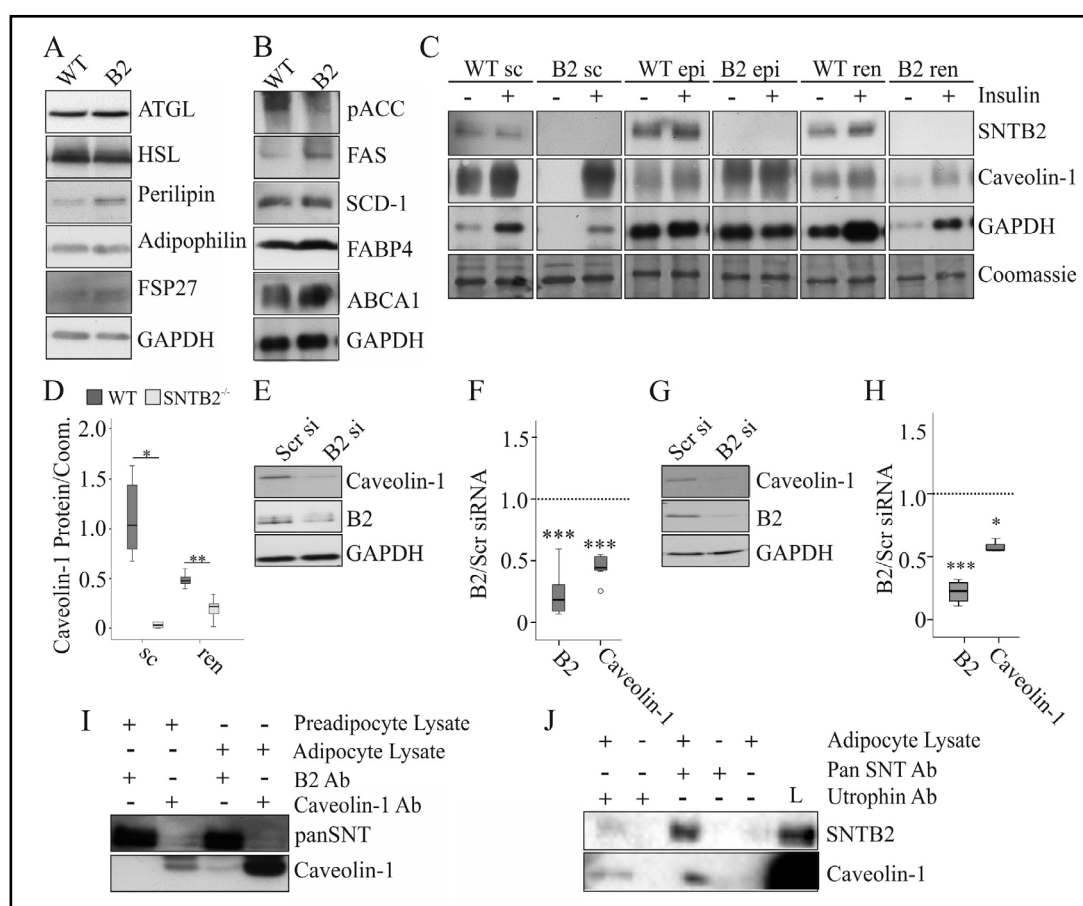 A
WT B2
ATGL
HSL
Perilipin
Adipophilin
FSP27
GAPDH
B
WT B2
pACC
FAS
SCD-1
FABP4
ABCA1
GAPDH
C
WT sc B2 sc WT epi B2 epi WT ren B2 ren
- + - + - + - + - + - + Insulin
SNTB2
Caveolin-1
GAPDH
Coomassie
D
WT SNTB2-/-
Caveolin-1 Protein/Coom.
2.0
1.5
1.0
0.5
0
*
**
sc ren
E
Scr si B2 si
Caveolin-1
B2
GAPDH
F
B2/Scr siRNA
1.5
1.0
0.5
0
*** ***
B2 Caveolin-1
G
Scr si B2 si
Caveolin-1
B2
GAPDH
H
B2/Scr siRNA
1.5
1.0
0.5
0
*** *
B2 Caveolin-1
I
+ + - - Preadipocyte Lysate
- - + + Adipocyte Lysate
+ - + - B2 Ab
- + - + Caveolin-1 Ab
panSNT
Caveolin-1
J
+ - + - + Adipocyte Lysate
- - + + - Pan SNT Ab
+ + - - - L Utrophin Ab
SNTB2
Caveolin-1